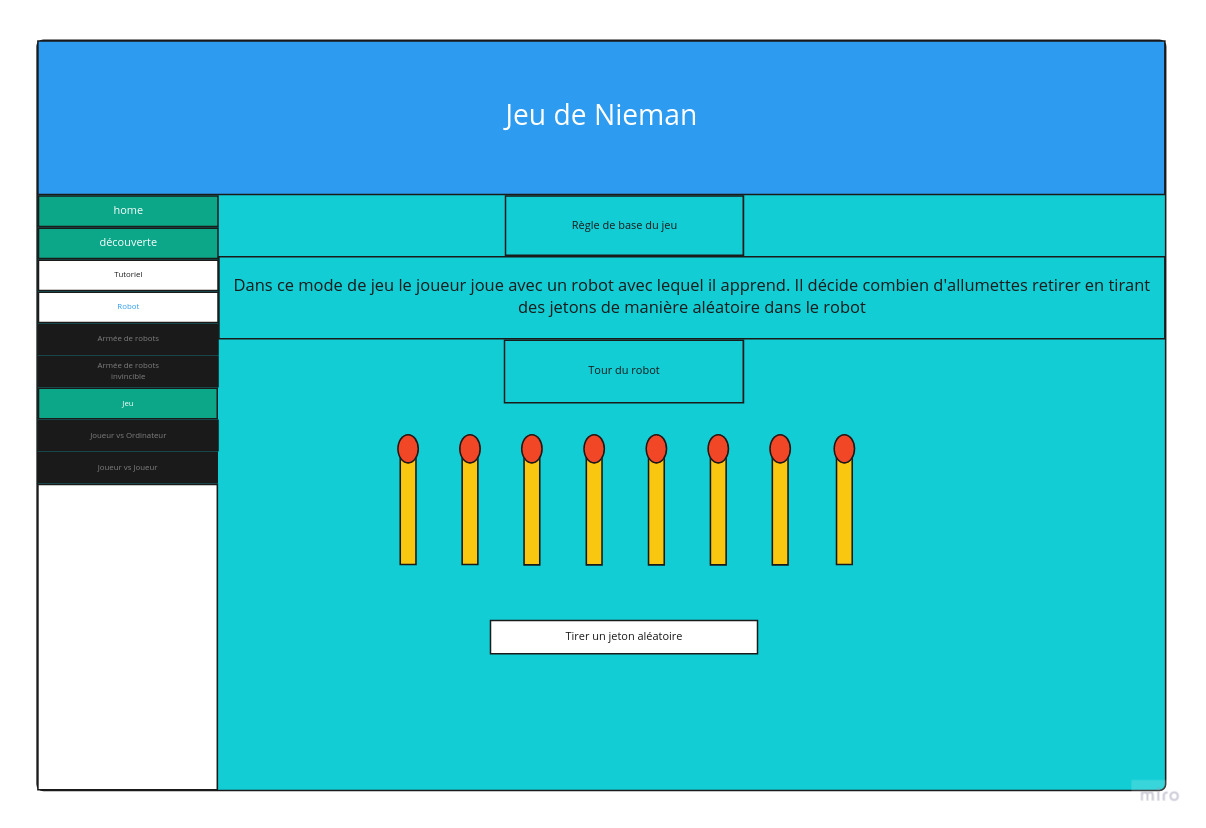 Jeu de Nieman
home
découverte
Tutoriel
Robot
Armée de robots
Armée de robots
invincible
Jeu
Joueur vs Ordinateur
Joueur vs Joueur
Règle de base du jeu
Dans ce mode de jeu le joueur joue avec un robot avec lequel il apprend. Il décide combien d'allumettes retirer en tirant
des jetons de manière aléatoire dans le robot
Tour du robot
Tirer un jeton aléatoire
miro